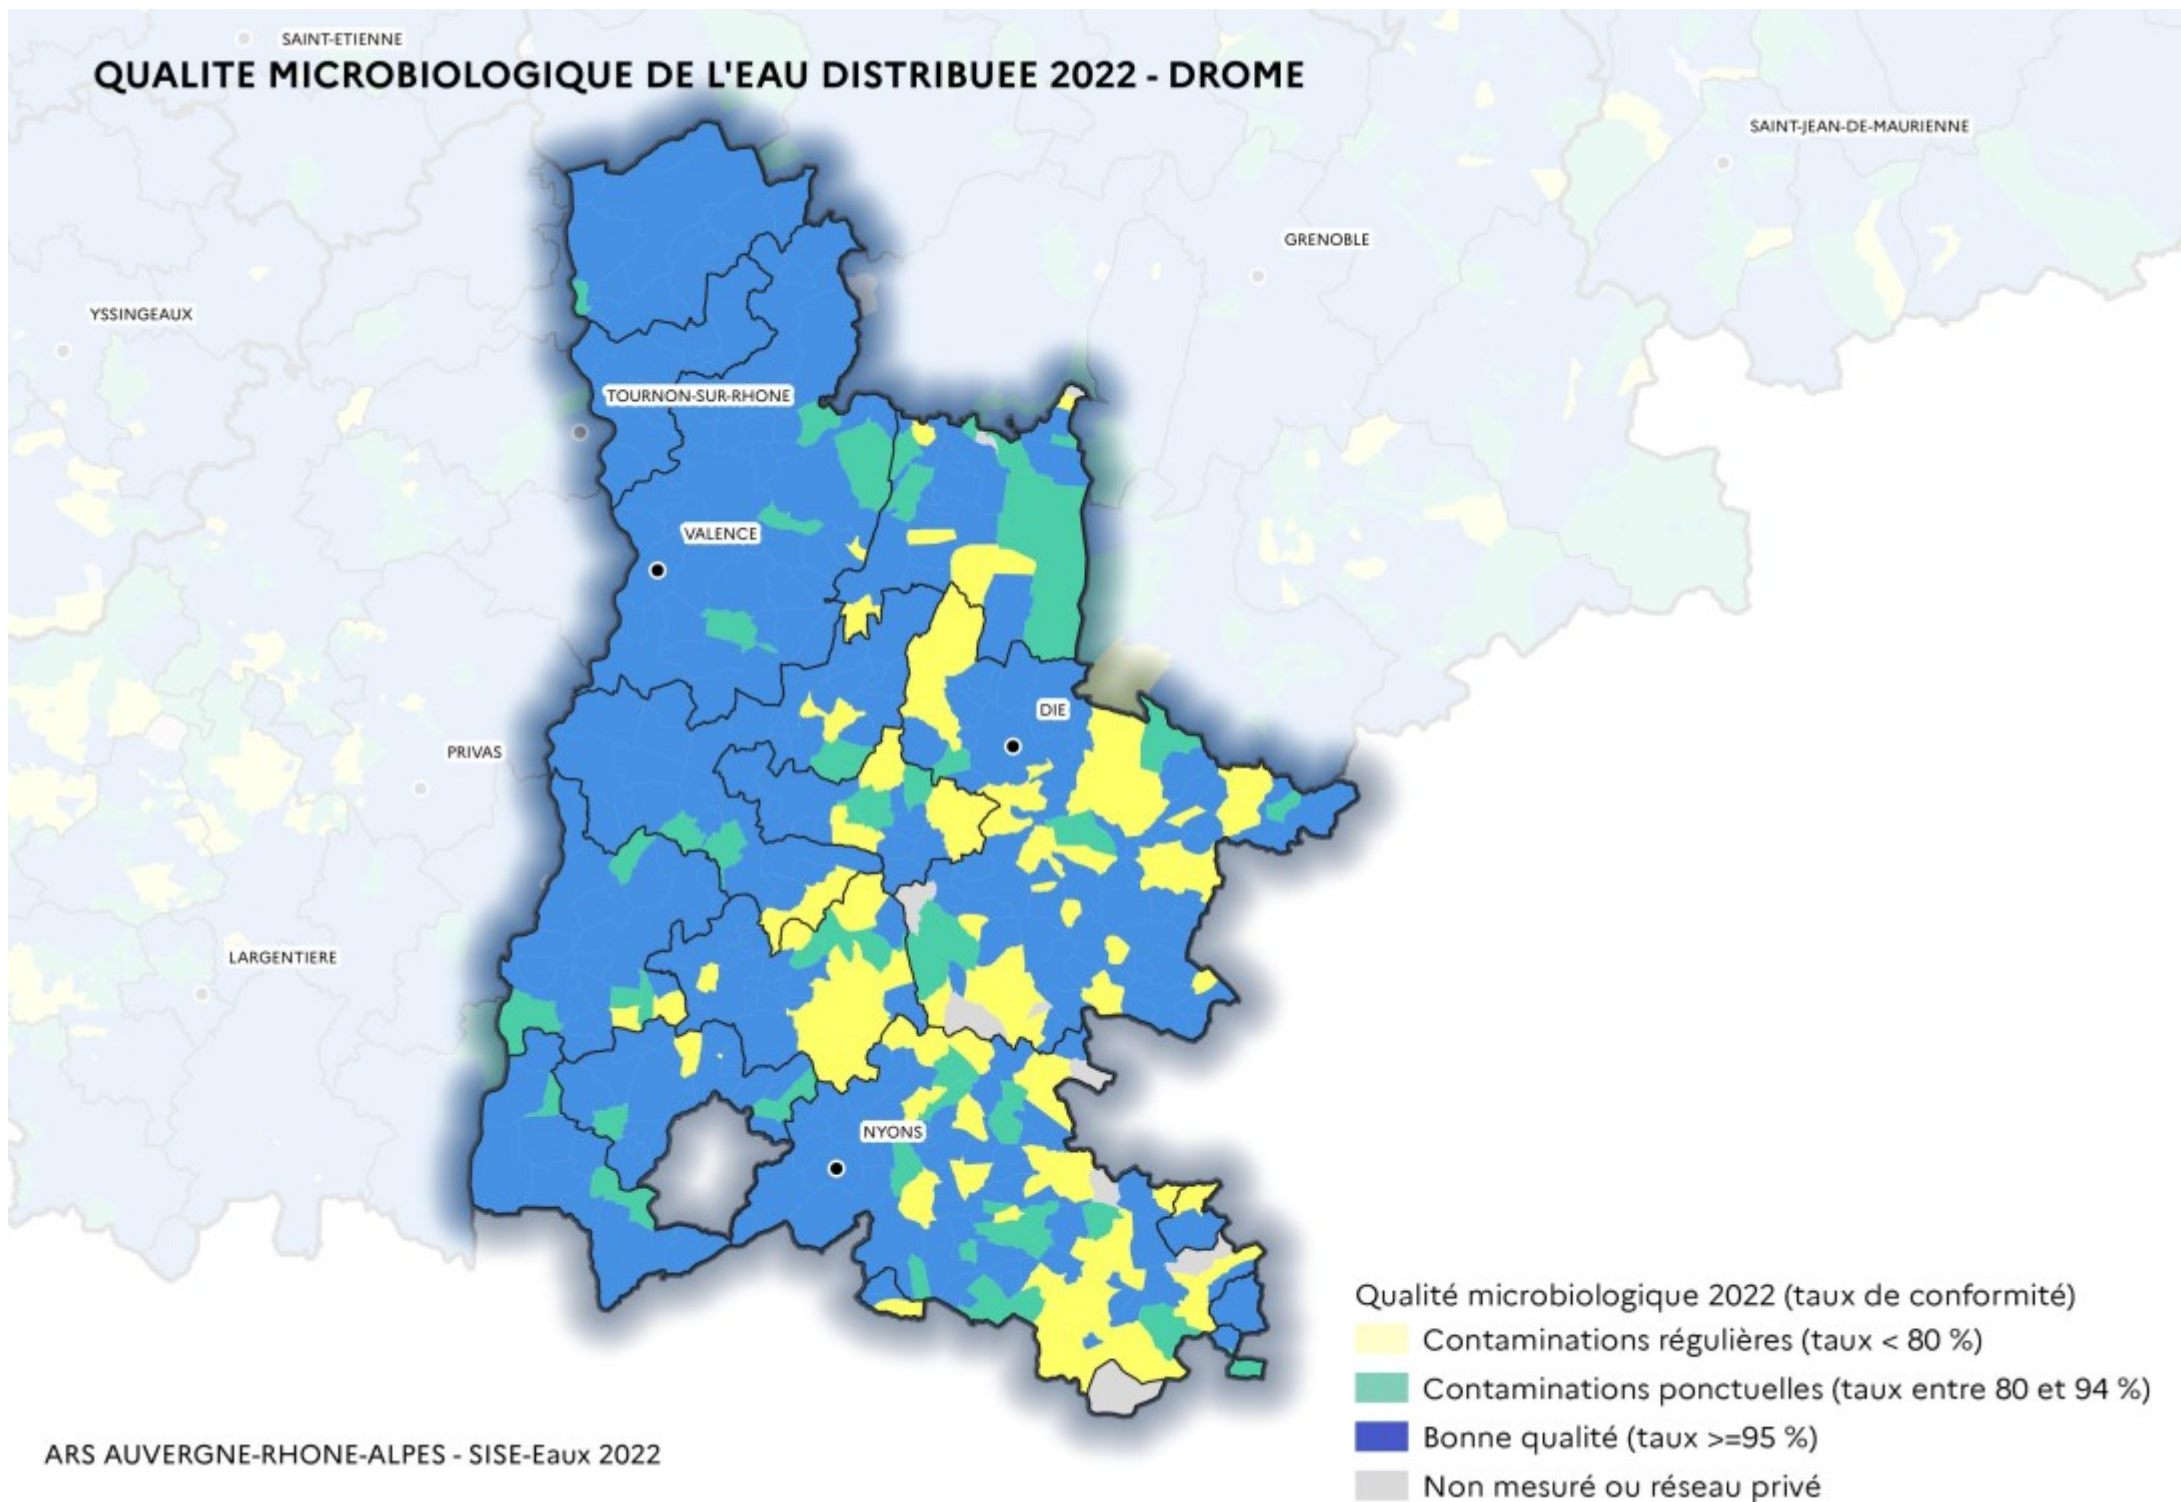 SAINT-ETIENNE
QUALITE MICROBIOLOGIQUE DE L'EAU DISTRIBUEE 2022 - DROME
SAINT-JEAN-DE-MAURIENNE
GRENOBLE
YSSINGEAUX
TOURNON-SUR-RHONE
VALENCE
DIE
PRIVAS
LARGENTIERE
NYONS
Qualité microbiologique 2022 (taux de conformité)
Contaminations régulières (taux < 80 %)
Contaminations ponctuelles (taux entre 80 et 94 %)
Bonne qualité (taux >=95 %)
Non mesuré ou réseau privé
ARS AUVERGNE-RHONE-ALPES - SISE-Eaux 2022